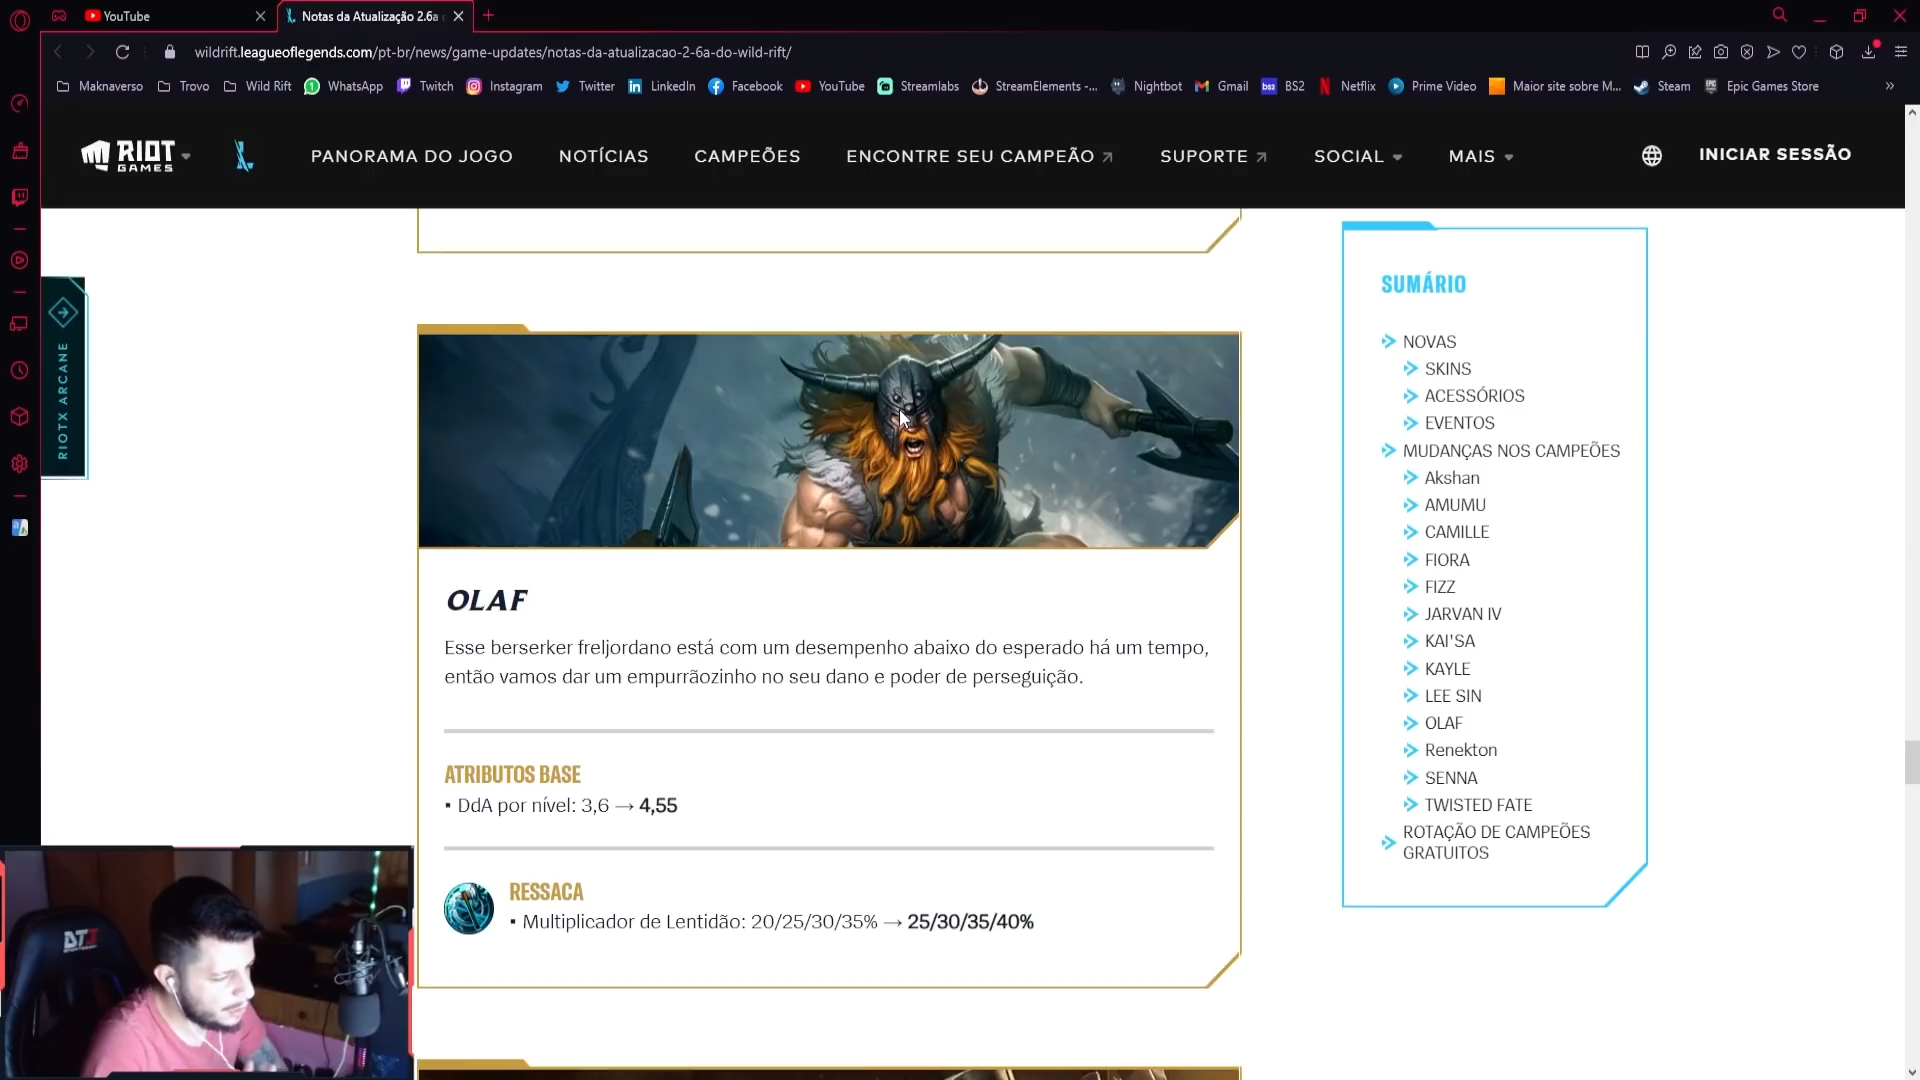 YouTube
Notas da Atualização 2.6a
wildrift.leagueoflegends.com/pt-br/news/game-updates/notas-da-atualizacao-2-6a-do-wild-rift/
Maknaverso
Trovo
Wild Rift
WhatsApp
Twitch
Instagram
Twitter
LinkedIn
Facebook
YouTube
Streamlabs
StreamElements -...
Nightbot
Gmail
BS2
Netflix
Prime Video
Maior site sobre M...
Steam
Epic Games Store
RIOT GAMES
PANORAMA DO JOGO
NOTÍCIAS
CAMPEÕES
ENCONTRE SEU CAMPEÃO
SUPORTE
SOCIAL
MAIS
INICIAR SESSÃO
RIOTX ARCANE
OLAF
Esse berserker freljordano está com um desempenho abaixo do esperado há um tempo,
então vamos dar um empurrãozinho no seu dano e poder de perseguição.
ATRIBUTOS BASE
▪ DdA por nível: 3,6 → 4,55
RESSACA
▪ Multiplicador de Lentidão: 20/25/30/35% → 25/30/35/40%
SUMÁRIO
NOVAS
SKINS
ACESSÓRIOS
EVENTOS
MUDANÇAS NOS CAMPEÕES
Akshan
AMUMU
CAMILLE
FIORA
FIZZ
JARVAN IV
KAI'SA
KAYLE
LEE SIN
OLAF
Renekton
SENNA
TWISTED FATE
ROTAÇÃO DE CAMPEÕES
GRATUITOS